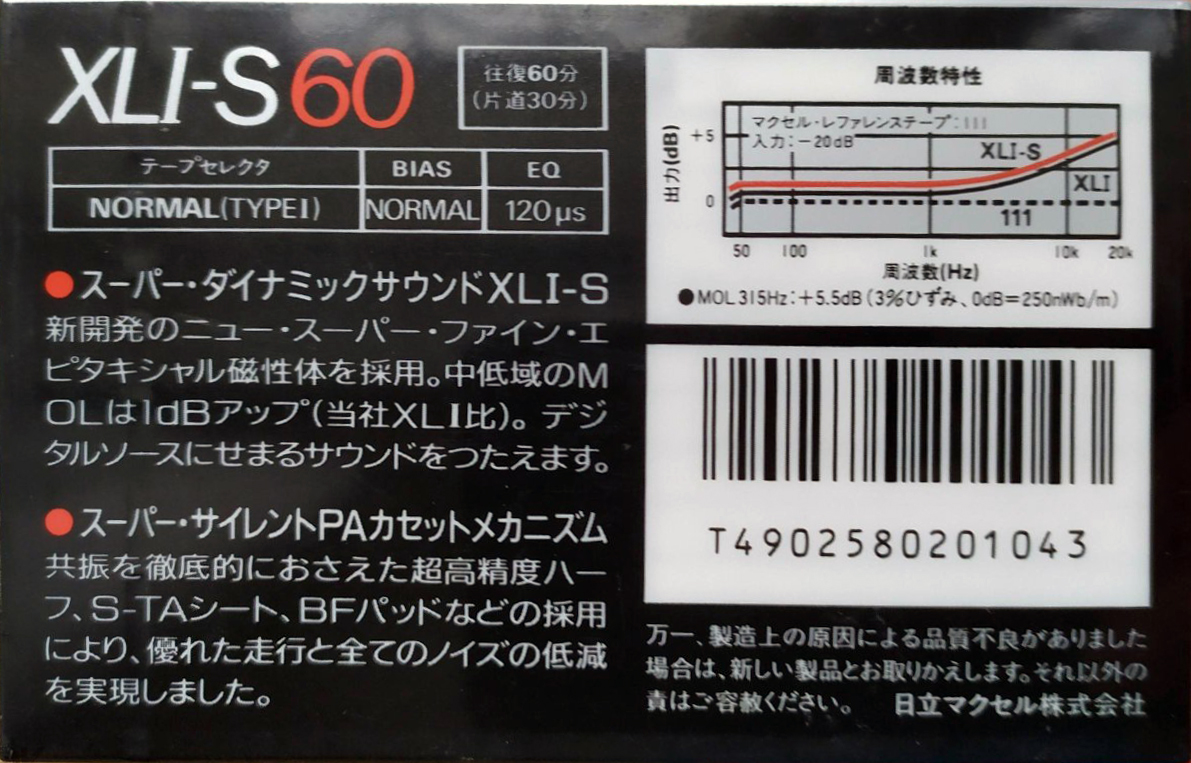 XLI-S60
往復60分
(片道30分)
テープセレクタ BIAS EQ
NORMAL(TYPEI) NORMAL 120μs
●スーパー・ダイナミックサウンドXLI-S
新開発のニュー・スーパー・ファイン・エ
ピタキシャル磁性体を採用。中低域のM
OLは1dBアップ(当社XLI比)。デジ
タルソースにせまるサウンドをつたえます。
●スーパー・サイレントPAカセットメカニズム
共振を徹底的におさえた超高精度ハー
フ、S-TAシート、BFパッドなどの採用
により、優れた走行と全てのノイズの低減
を実現しました。
周波数特性
マクセル・レファレンステープ:111
入力:-20dB
出力(dB)
+5
0
XLI-S
XLI
111
50 100 1k 10k 20k
周波数(Hz)
●MOL315Hz:+5.5dB(3%ひずみ、0dB=250nWb/m)
T4902580201043
万一、製造上の原因による品質不良がありました
場合は、新しい製品とお取りかえします。それ以外の
責はご容赦ください。 日立マクセル株式会社